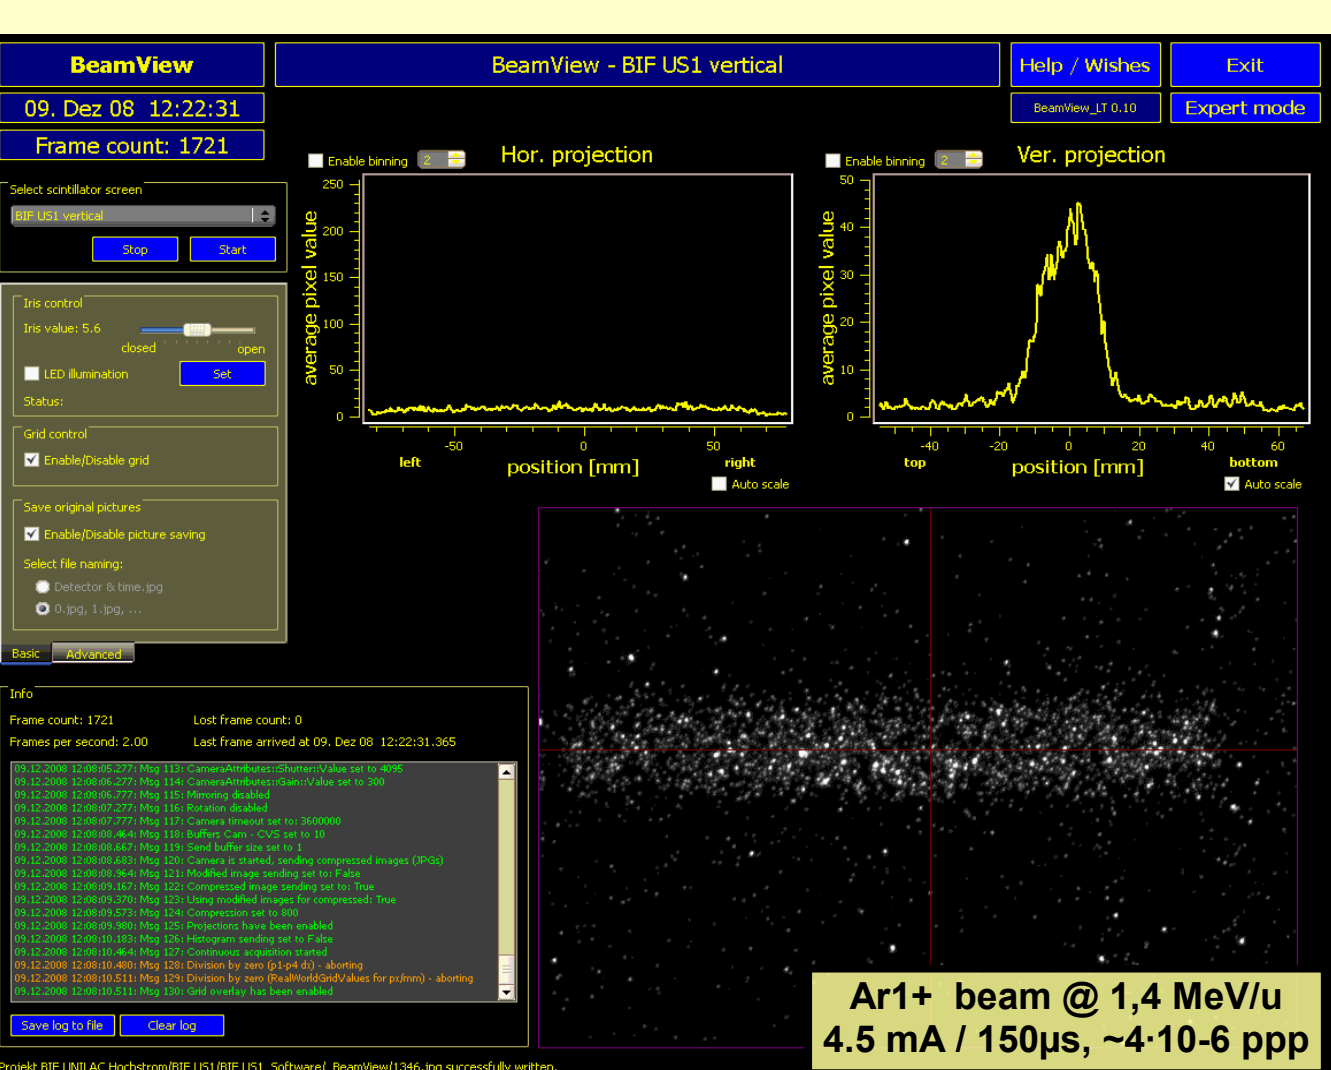 BeamView
BeamView - BIF US1 vertical
Help / Wishes
Exit
09. Dez 08 12:22:31
BeamView_LT 0.10
Expert mode
Frame count: 1721
Enable binning 2
Hor. projection
Enable binning 2
Ver. projection
Select scintillator screen
BIF US1 vertical
Stop
Start
Iris control
Iris value: 5.6
closed
open
LED illumination
Set
Status:
Grid control
Enable/Disable grid
Save original pictures
Enable/Disable picture saving
Select file naming:
Detector & time.jpg
0.jpg, 1.jpg, ...
Basic
Advanced
average pixel value
250
200
150
100
50
0
-50
0
50
left
position [mm]
right
Auto scale
average pixel value
50
40
30
20
10
0
-40
-20
0
20
40
60
top
position [mm]
bottom
Auto scale
Info
Frame count: 1721
Lost frame count: 0
Frames per second: 2.00
Last frame arrived at 09. Dez 08 12:22:31.365
09.12.2008 12:08:05.277: Msg 113: CameraAttributes::Shutter::Value set to 4095
09.12.2008 12:08:06.277: Msg 114: CameraAttributes::Gain::Value set to 300
09.12.2008 12:08:06.777: Msg 115: Mirroring disabled
09.12.2008 12:08:07.277: Msg 116: Rotation disabled
09.12.2008 12:08:07.777: Msg 117: Camera timeout set to: 3600000
09.12.2008 12:08:08.464: Msg 118: Buffers Cam - CVS set to 10
09.12.2008 12:08:08.667: Msg 119: Send buffer size set to 1
09.12.2008 12:08:08.683: Msg 120: Camera is started, sending compressed images (JPGs)
09.12.2008 12:08:08.964: Msg 121: Modified image sending set to: False
09.12.2008 12:08:09.167: Msg 122: Compressed image sending set to: True
09.12.2008 12:08:09.370: Msg 123: Using modified images for compressed: True
09.12.2008 12:08:09.573: Msg 124: Compression set to 800
09.12.2008 12:08:09.980: Msg 125: Projections have been enabled
09.12.2008 12:08:10.183: Msg 126: Histogram sending set to False
09.12.2008 12:08:10.464: Msg 127: Continuous acquisition started
09.12.2008 12:08:10.480: Msg 128: Division by zero (p1-p4 dx) - aborting
09.12.2008 12:08:10.511: Msg 129: Division by zero (RealWorldGridValues for px/mm) - aborting
09.12.2008 12:08:10.511: Msg 130: Grid overlay has been enabled
Save log to file
Clear log
Ar1+ beam @ 1,4 MeV/u
4.5 mA / 150µs, ~4·10-6 ppp
Projekt BIF UNILAC Hochstrom/BIF US1/BIF US1_Software/_BeamView/1346.jpg successfully written.